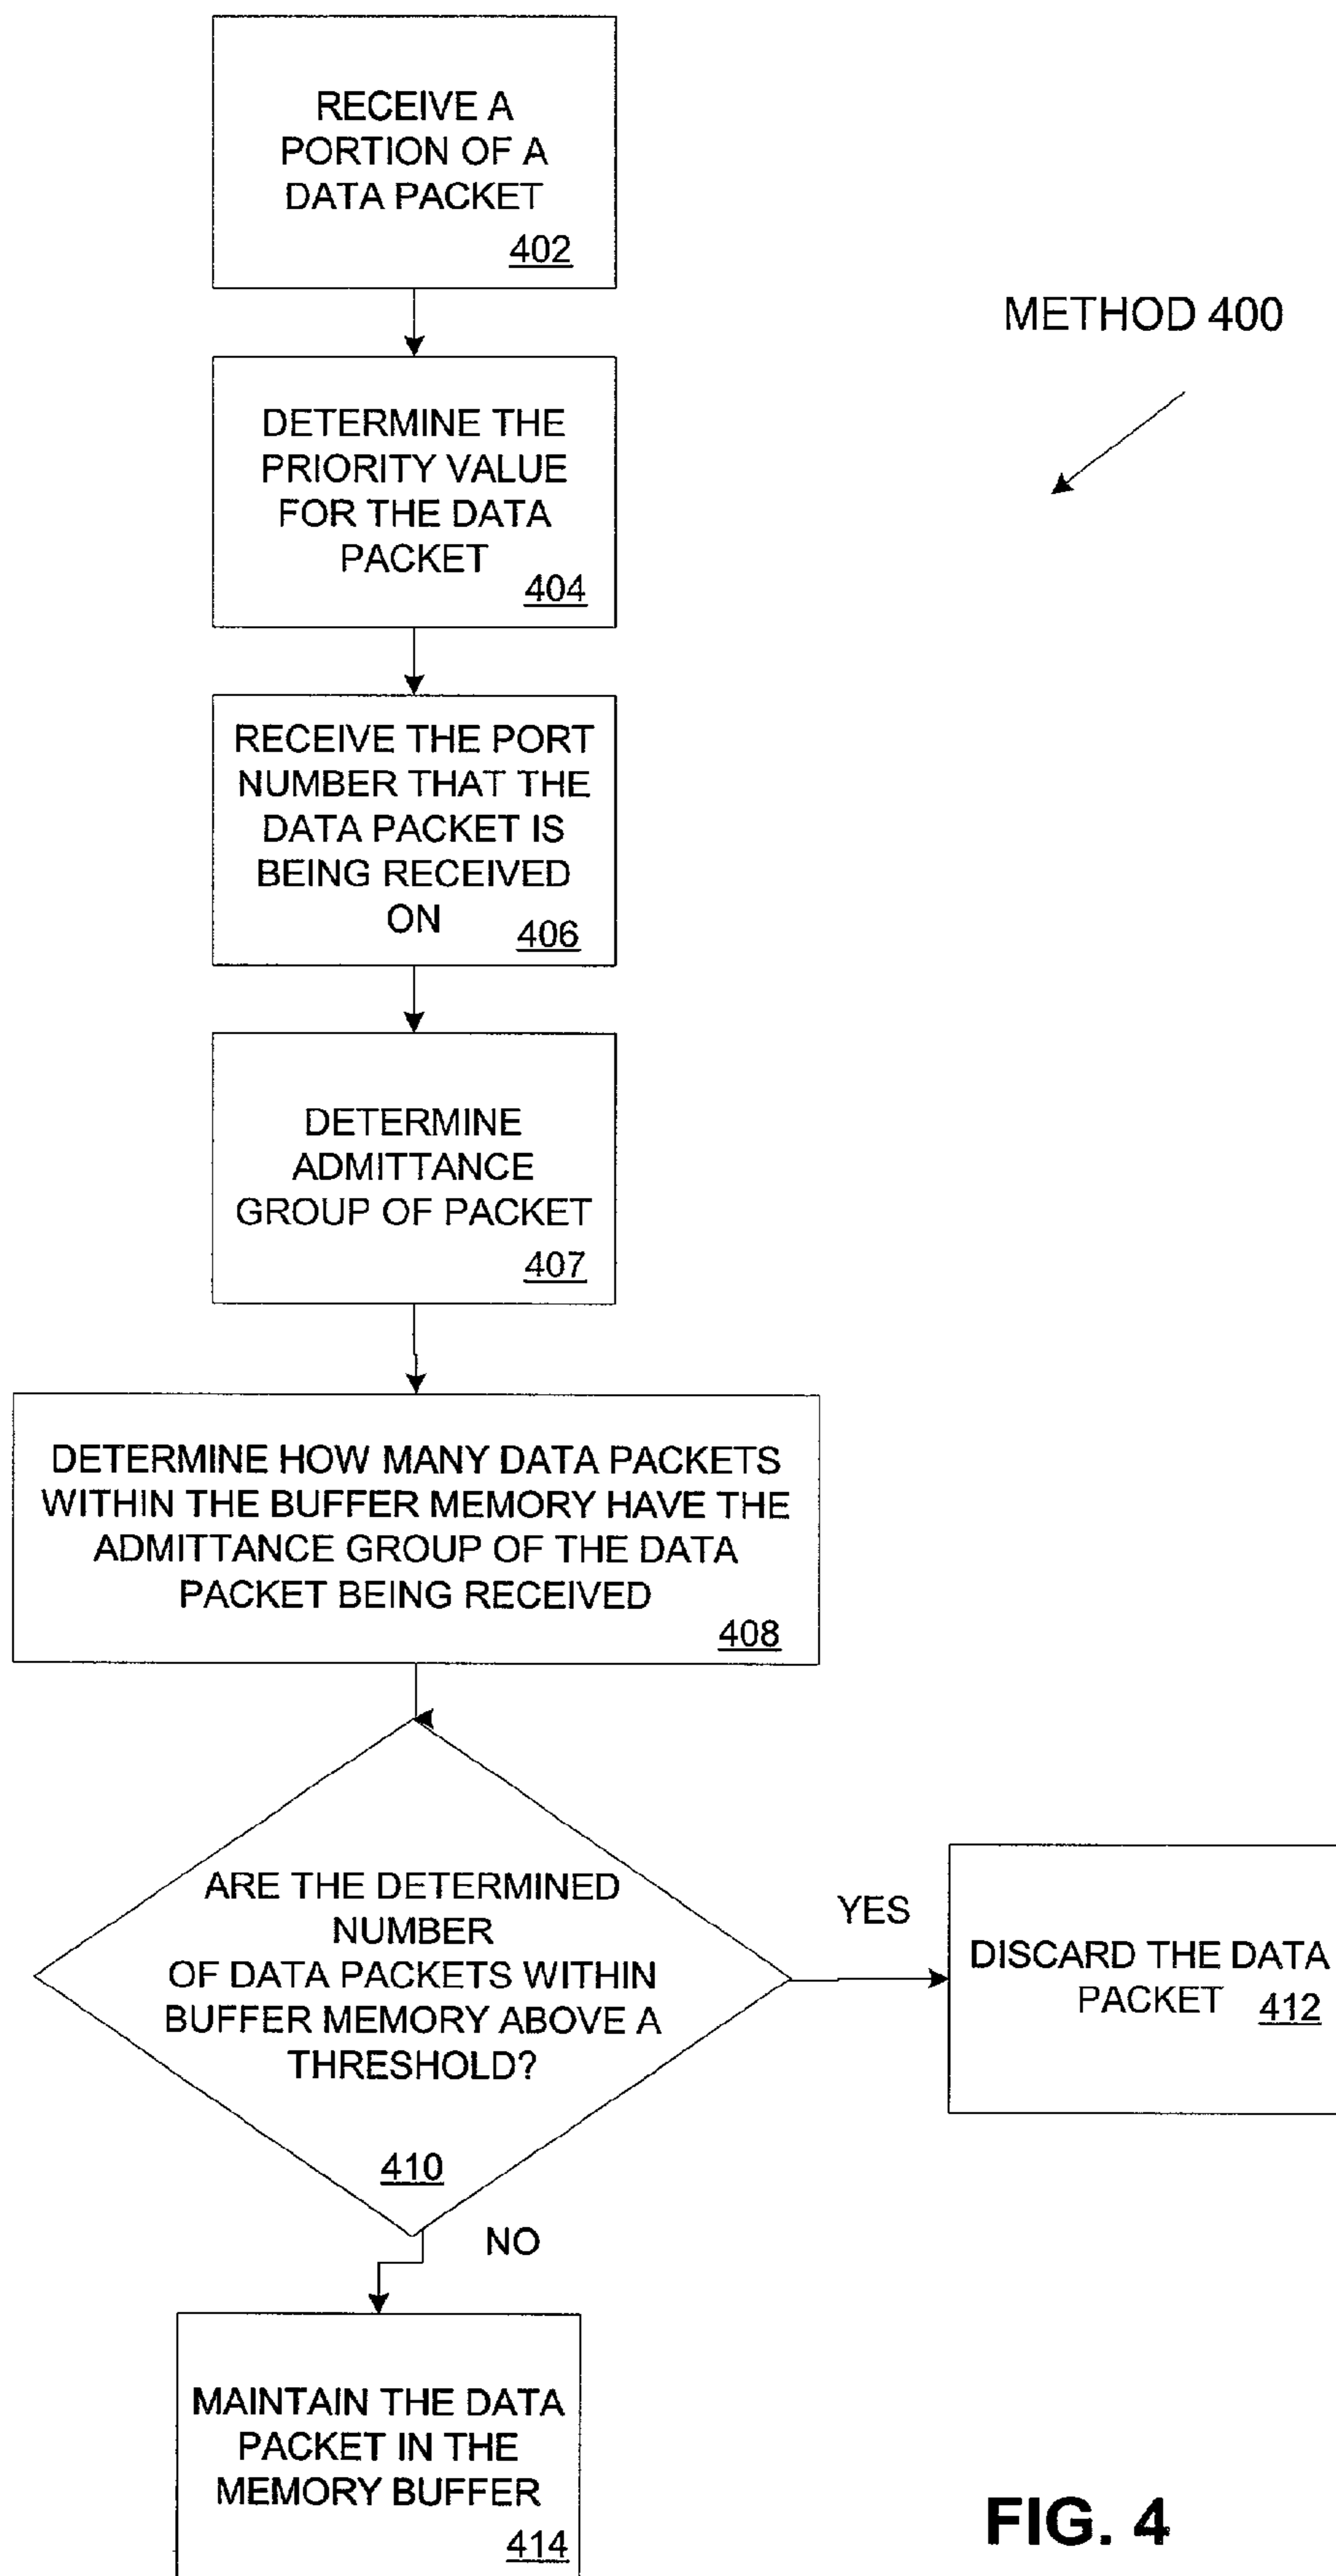 RECEIVE A
PORTION OF A
DATA PACKET
402
METHOD 400
DETERMINE THE
PRIORITY VALUE
FOR THE DATA
PACKET
404
RECEIVE THE PORT
NUMBER THAT THE
DATA PACKET IS
BEING RECEIVED
ON
406
DETERMINE
ADMITTANCE
GROUP OF PACKET
407
DETERMINE HOW MANY DATA PACKETS
WITHIN THE BUFFER MEMORY HAVE THE
ADMITTANCE GROUP OF THE DATA
PACKET BEING RECEIVED
408
ARE THE DETERMINED
NUMBER
OF DATA PACKETS WITHIN
BUFFER MEMORY ABOVE A
THRESHOLD?
410
YES
DISCARD THE DATA
PACKET 412
NO
MAINTAIN THE DATA
PACKET IN THE
MEMORY BUFFER
414
FIG. 4